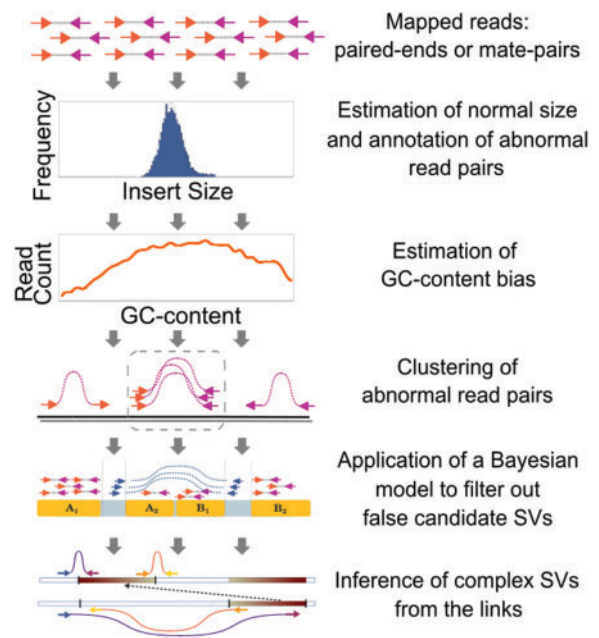 Mapped reads:
paired-ends or mate-pairs
Frequency
Insert Size
Estimation of normal size
and annotation of abnormal
read pairs
Read
Count
GC-content
Estimation of
GC-content bias
Clustering of
abnormal read pairs
A₁ A₂ B₁ B₂
Application of a Bayesian
model to filter out
false candidate SVs
Inference of complex SVs
from the links